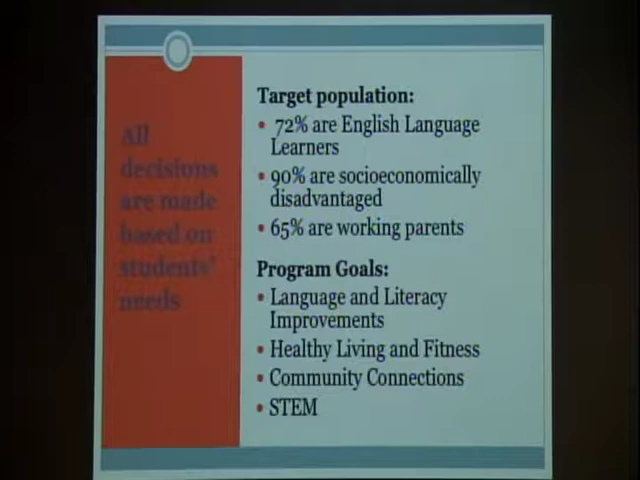 All
decisions
are made
based on
students'
needs
Target population:
• 72% are English Language
Learners
• 90% are socioeconomically
disadvantaged
• 65% are working parents
Program Goals:
• Language and Literacy
Improvements
• Healthy Living and Fitness
• Community Connections
• STEM